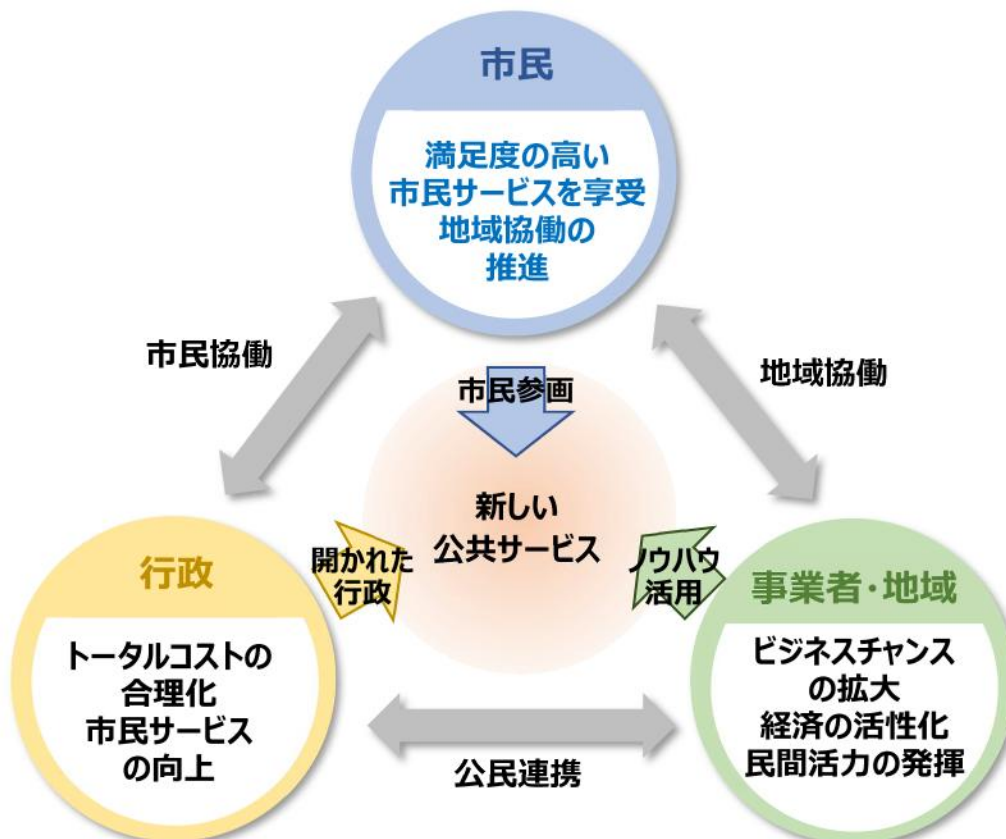 市民
満足度の高い
市民サービスを享受
地域協働の
推進
市民協働
地域協働
市民参画
新しい
公共サービス
開かれた
行政
ノウハウ
活用
行政
トータルコストの
合理化
市民サービス
の向上
事業者・地域
ビジネスチャンス
の拡大
経済の活性化
民間活力の発揮
公民連携